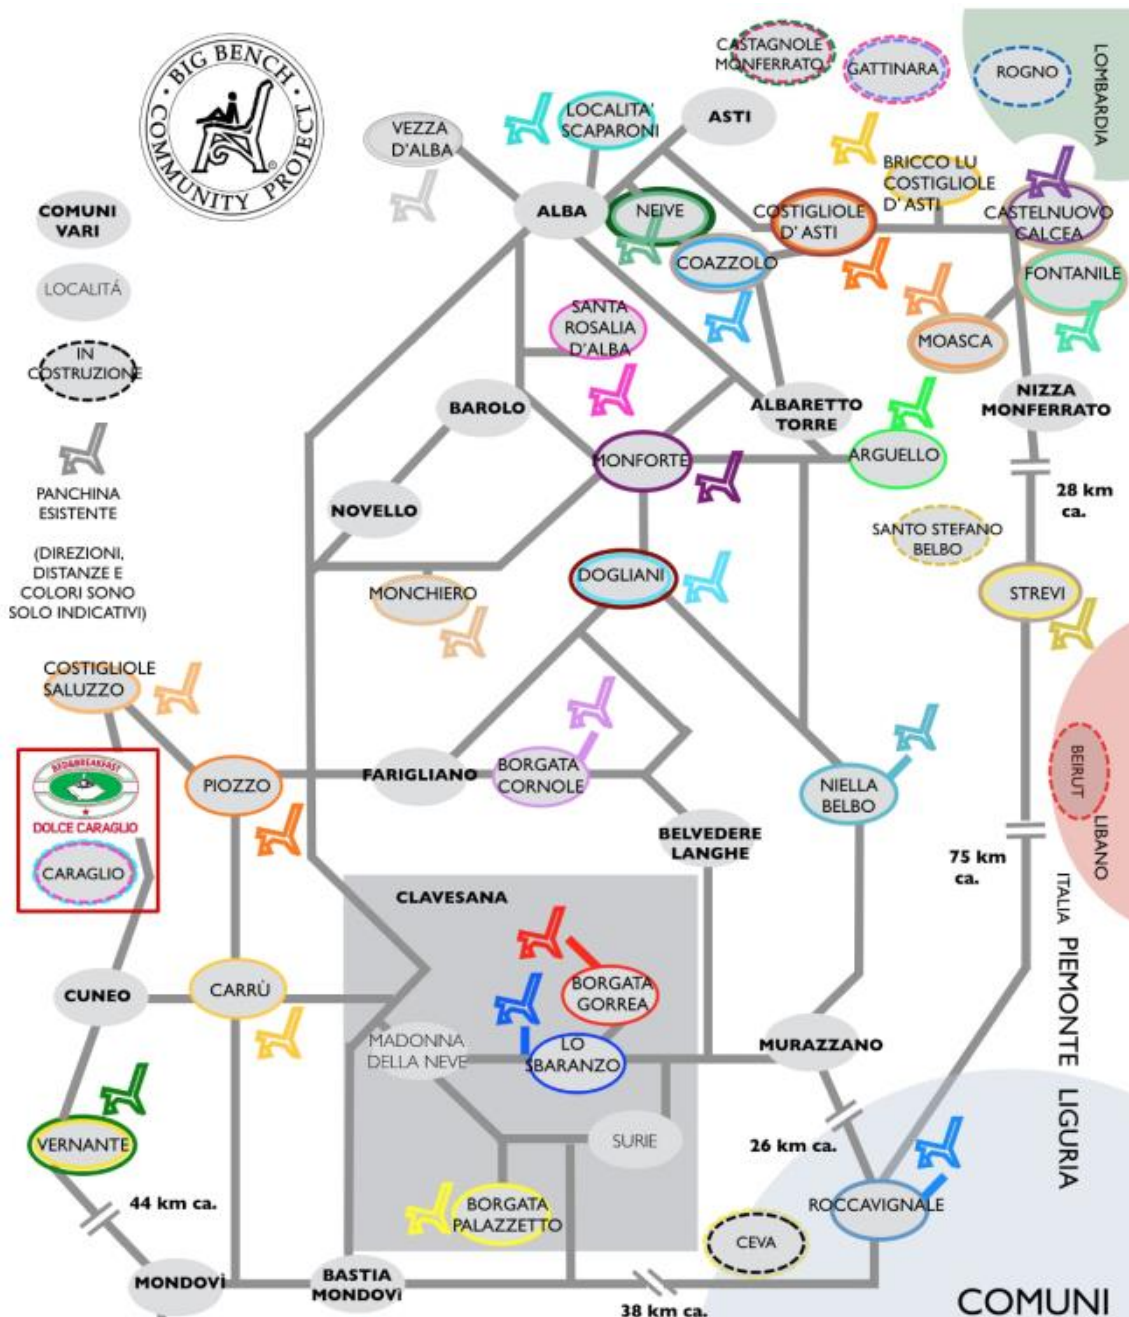 BIG BENCH
COMMUNITY PROJECT
®
CASTAGNOLE
MONFERRATO
GATTINARA
ROGNO
LOMBARDIA
VEZZA
D'ALBA
LOCALITA'
SCAPARONI
ASTI
BRICCO LU
COSTIGLIOLE
D' ASTI
COMUNI
VARI
ALBA
NEIVE
COSTIGLIOLE
D' ASTI
CASTELNUOVO
CALCEA
COAZZOLO
FONTANILE
LOCALITÁ
SANTA
ROSALIA
D'ALBA
MOASCA
IN
COSTRUZIONE
BAROLO
ALBARETTO
TORRE
NIZZA
MONFERRATO
MONFORTE
ARGUELLO
PANCHINA
ESISTENTE
NOVELLO
28 km
ca.
SANTO STEFANO
BELBO
(DIREZIONI,
DISTANZE E
COLORI SONO
SOLO INDICATIVI)
MONCHIERO
DOGLIANI
STREVI
COSTIGLIOLE
SALUZZO
BED&BREAKFAST
DOLCE CARAGLIO
PIOZZO
FARIGLIANO
BORGATA
CORNOLE
NIELLA
BELBO
BEIRUT
LIBANO
BELVEDERE
LANGHE
75 km
ca.
CARAGLIO
CLAVESANA
ITALIA
PIEMONTE
LIGURIA
CUNEO
CARRÙ
BORGATA
GORREA
MADONNA
DELLA NEVE
LO
SBARANZO
MURAZZANO
VERNANTE
SURIE
26 km ca.
44 km ca.
BORGATA
PALAZZETTO
ROCCAVIGNALE
CEVA
MONDOVÌ
BASTIA
MONDOVÌ
38 km ca.
COMUNI